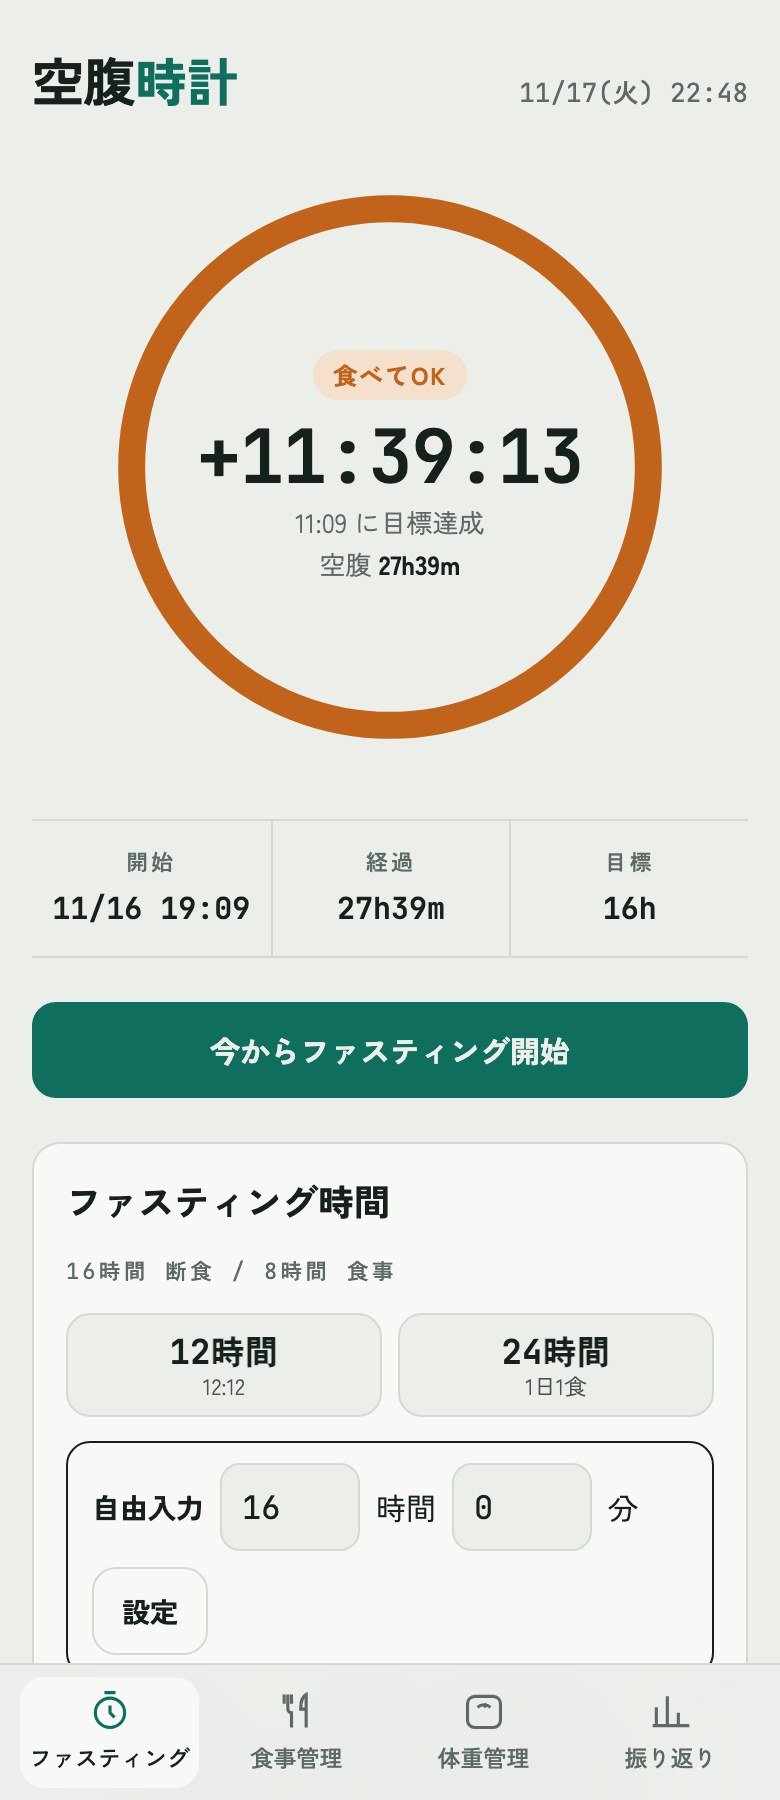 空腹時計
11/17(火) 22:48
食べてOK
+11:39:13
11:09 に目標達成
空腹 27h39m
開始 経過 目標
11/16 19:09 27h39m 16h
今からファスティング開始
ファスティング時間
16時間 断食 / 8時間 食事
12時間 24時間
12:12 1日1食
自由入力 16 時間 0 分
設定
ファスティング 食事管理 体重管理 振り返り